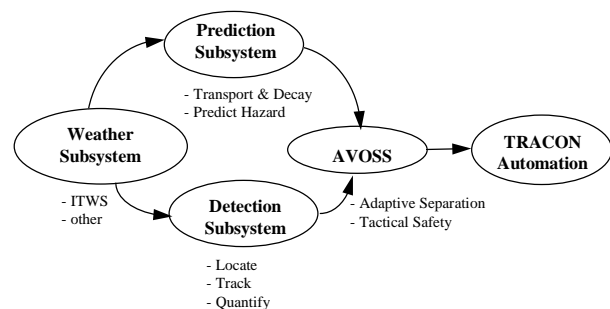 Prediction
Subsystem
- Transport & Decay
- Predict Hazard
Weather
Subsystem
- ITWS
- other
AVOSS
- Adaptive Separation
- Tactical Safety
TRACON
Automation
Detection
Subsystem
- Locate
- Track
- Quantify